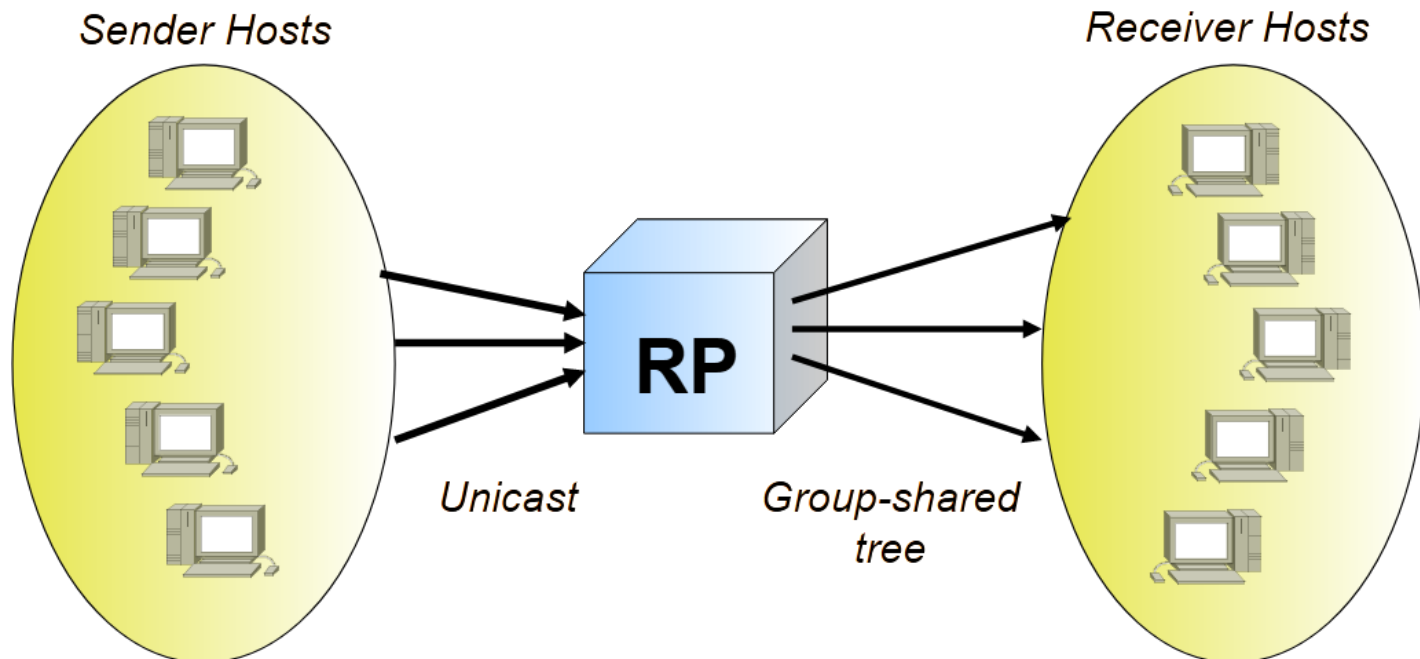 Sender Hosts
Receiver Hosts
RP
Unicast
Group-shared
tree